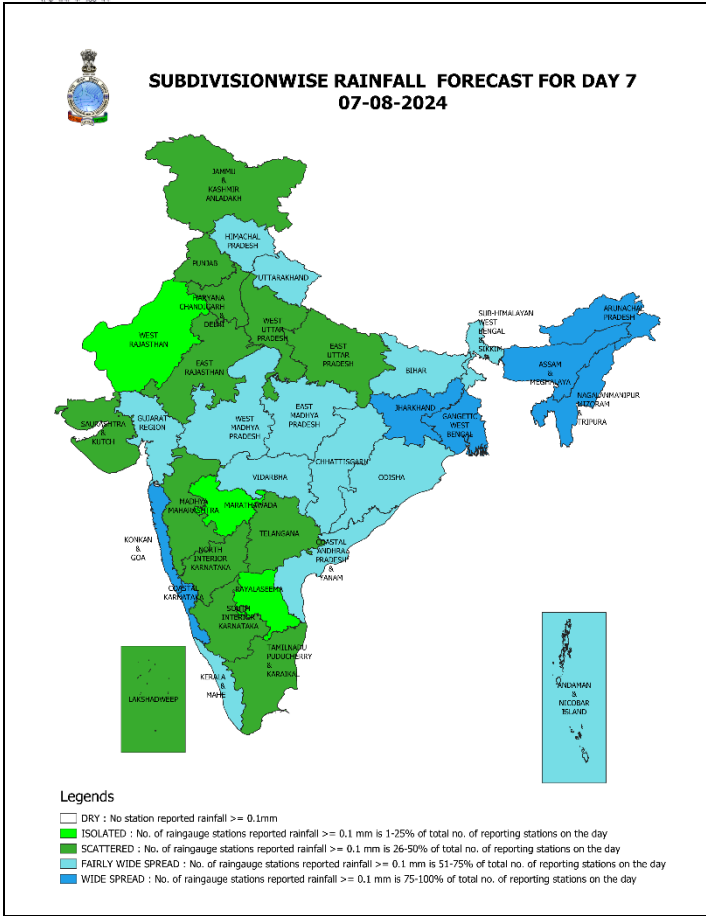 SUBDIVISIONWISE RAINFALL FORECAST FOR DAY 7
07-08-2024
JAMMU
&
KASHMIR
ANLADAKH
HIMACHAL
PRADESH
PUNJAB
UTTARAKHAND
HARYANA
CHANDIGARH
&
DELHI
WEST
RAJASTHAN
WEST
UTTAR
PRADESH
EAST
UTTAR
PRADESH
EAST
RAJASTHAN
SUB-HIMALAYAN
WEST
BENGAL
&
SIKKIM
ARUNACHAL
PRADESH
ASSAM
&
MEGHALAYA
NAGALANMANIPUR
MIZORAM
&
TRIPURA
BIHAR
JHARKHAND
GANGETIC
WEST
BENGAL
SAURASHTRA
&
KUTCH
GUJARAT
REGION
WEST
MADHYA
PRADESH
EAST
MADHYA
PRADESH
CHHATTISGARH
ODISHA
VIDARBHA
MADHYA
MAHARASHTRA
MARATHAWADA
TELANGANA
KONKAN
&
GOA
NORTH
INTERIOR
KARNATAKA
COASTAL
ANDHRA
PRADESH
&
YANAM
COASTAL
KARNATAKA
RAYALASEEMA
SOUTH
INTERIOR
KARNATAKA
TAMILNADU
PUDUCHERRY
&
KARAIKAL
KERALA
&
MAHE
LAKSHADWEEP
ANDAMAN
&
NICOBAR
ISLAND
Legends
DRY : No station reported rainfall >= 0.1mm
ISOLATED : No. of raingauge stations reported rainfall >= 0.1 mm is 1-25% of total no. of reporting stations on the day
SCATTERED : No. of raingauge stations reported rainfall >= 0.1 mm is 26-50% of total no. of reporting stations on the day
FAIRLY WIDE SPREAD : No. of raingauge stations reported rainfall >= 0.1 mm is 51-75% of total no. of reporting stations on the day
WIDE SPREAD : No. of raingauge stations reported rainfall >= 0.1 mm is 75-100% of total no. of reporting stations on the day